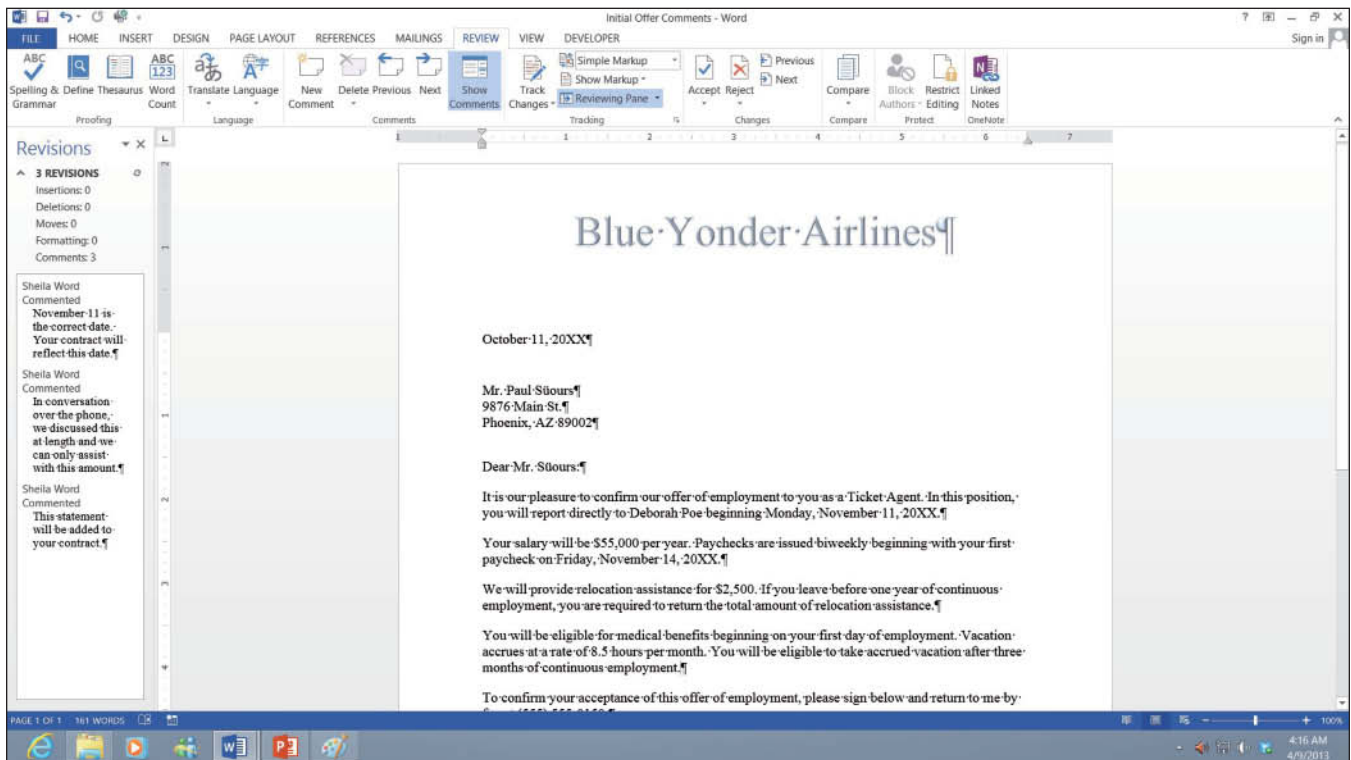 Initial Offer Comments - Word
FILE HOME INSERT DESIGN PAGE LAYOUT REFERENCES MAILINGS REVIEW VIEW DEVELOPER Sign in
ABC ABC 123
Spelling & Grammar Define Thesaurus Word Count Translate Language New Comment Delete Previous Next Show Comments Track Changes Simple Markup Show Markup Reviewing Pane Accept Reject Previous Next Compare Block Authors Restrict Editing Linked Notes
Proofing Language Comments Tracking Changes Compare Protect OneNote
Revisions
3 REVISIONS
Insertions: 0
Deletions: 0
Moves: 0
Formatting: 0
Comments: 3
Sheila Word
Commented
November·11·is·
the·correct·date.·
Your·contract·will·
reflect·this·date.¶
Sheila Word
Commented
In·conversation·
over·the·phone,·
we·discussed·this·
at·length·and·we·
can·only·assist·
with·this·amount.¶
Sheila Word
Commented
This·statement·
will·be·added·to·
your·contract.¶
1 1 2 3 4 5 6 7
Blue·Yonder·Airlines¶
October·11,·20XX¶
Mr.·Paul·Süours¶
9876·Main·St.¶
Phoenix,·AZ·89002¶
Dear·Mr.·Süours:¶
It·is·our·pleasure·to·confirm·our·offer·of·employment·to·you·as·a·Ticket·Agent.·In·this·position,·
you·will·report·directly·to·Deborah·Poe·beginning·Monday,·November·11,·20XX.¶
Your·salary·will·be·$55,000·per·year.·Paychecks·are·issued·biweekly·beginning·with·your·first·
paycheck·on·Friday,·November·14,·20XX.¶
We·will·provide·relocation·assistance·for·$2,500.·If·you·leave·before·one·year·of·continuous·
employment,·you·are·required·to·return·the·total·amount·of·relocation·assistance.¶
You·will·be·eligible·for·medical·benefits·beginning·on·your·first·day·of·employment.·Vacation·
accrues·at·a·rate·of·8.5·hours·per·month.·You·will·be·eligible·to·take·accrued·vacation·after·three·
months·of·continuous·employment.¶
To·confirm·your·acceptance·of·this·offer·of·employment,·please·sign·below·and·return·to·me·by·
PAGE 1 OF 1 161 WORDS 100%
4:16 AM
4/9/2013